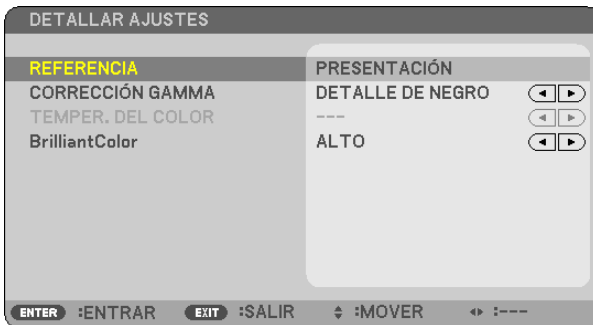 DETALLAR AJUSTES
REFERENCIA PRESENTACIÓN
CORRECCIÓN GAMMA DETALLE DE NEGRO
TEMPER. DEL COLOR ---
BrilliantColor ALTO
ENTER :ENTRAR EXIT :SALIR :MOVER :---